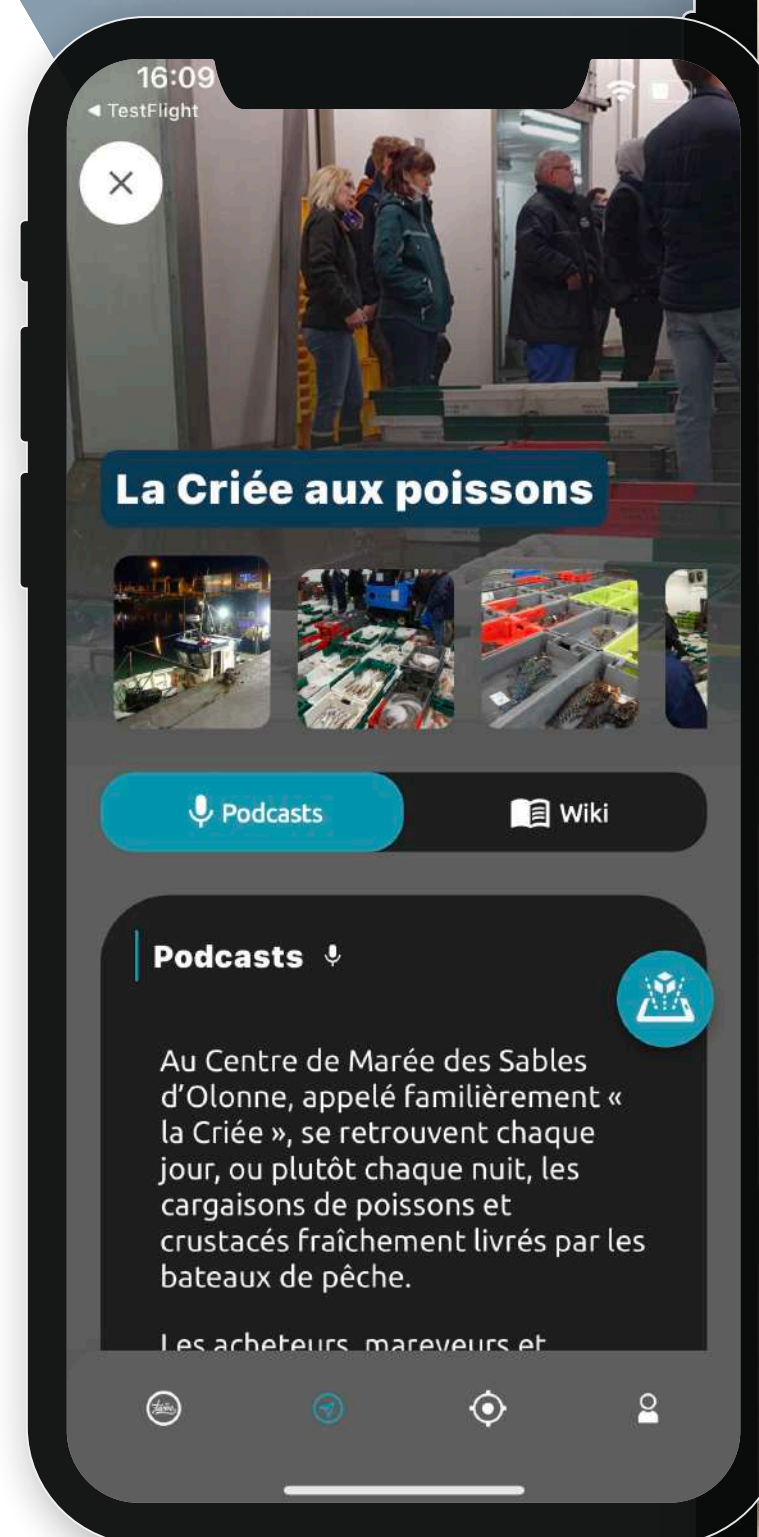 16:09
◀ TestFlight
La Criée aux poissons
Podcasts
Wiki
Podcasts
Au Centre de Marée des Sables
d’Olonne, appelé familièrement «
la Criée », se retrouvent chaque
jour, ou plutôt chaque nuit, les
cargaisons de poissons et
crustacés fraîchement livrés par les
bateaux de pêche.
Les acheteurs, mareyeurs et